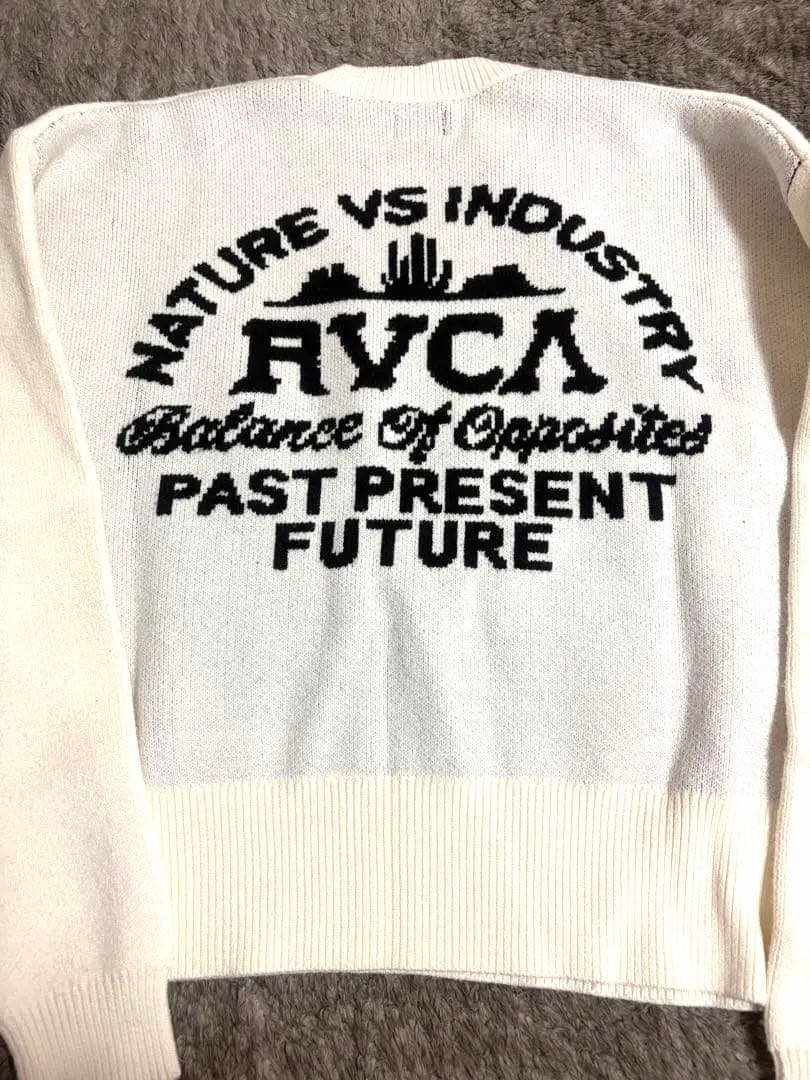 NATURE VS INDUSTRY
RVCA
Balance Of Opposites
PAST PRESENT
FUTURE